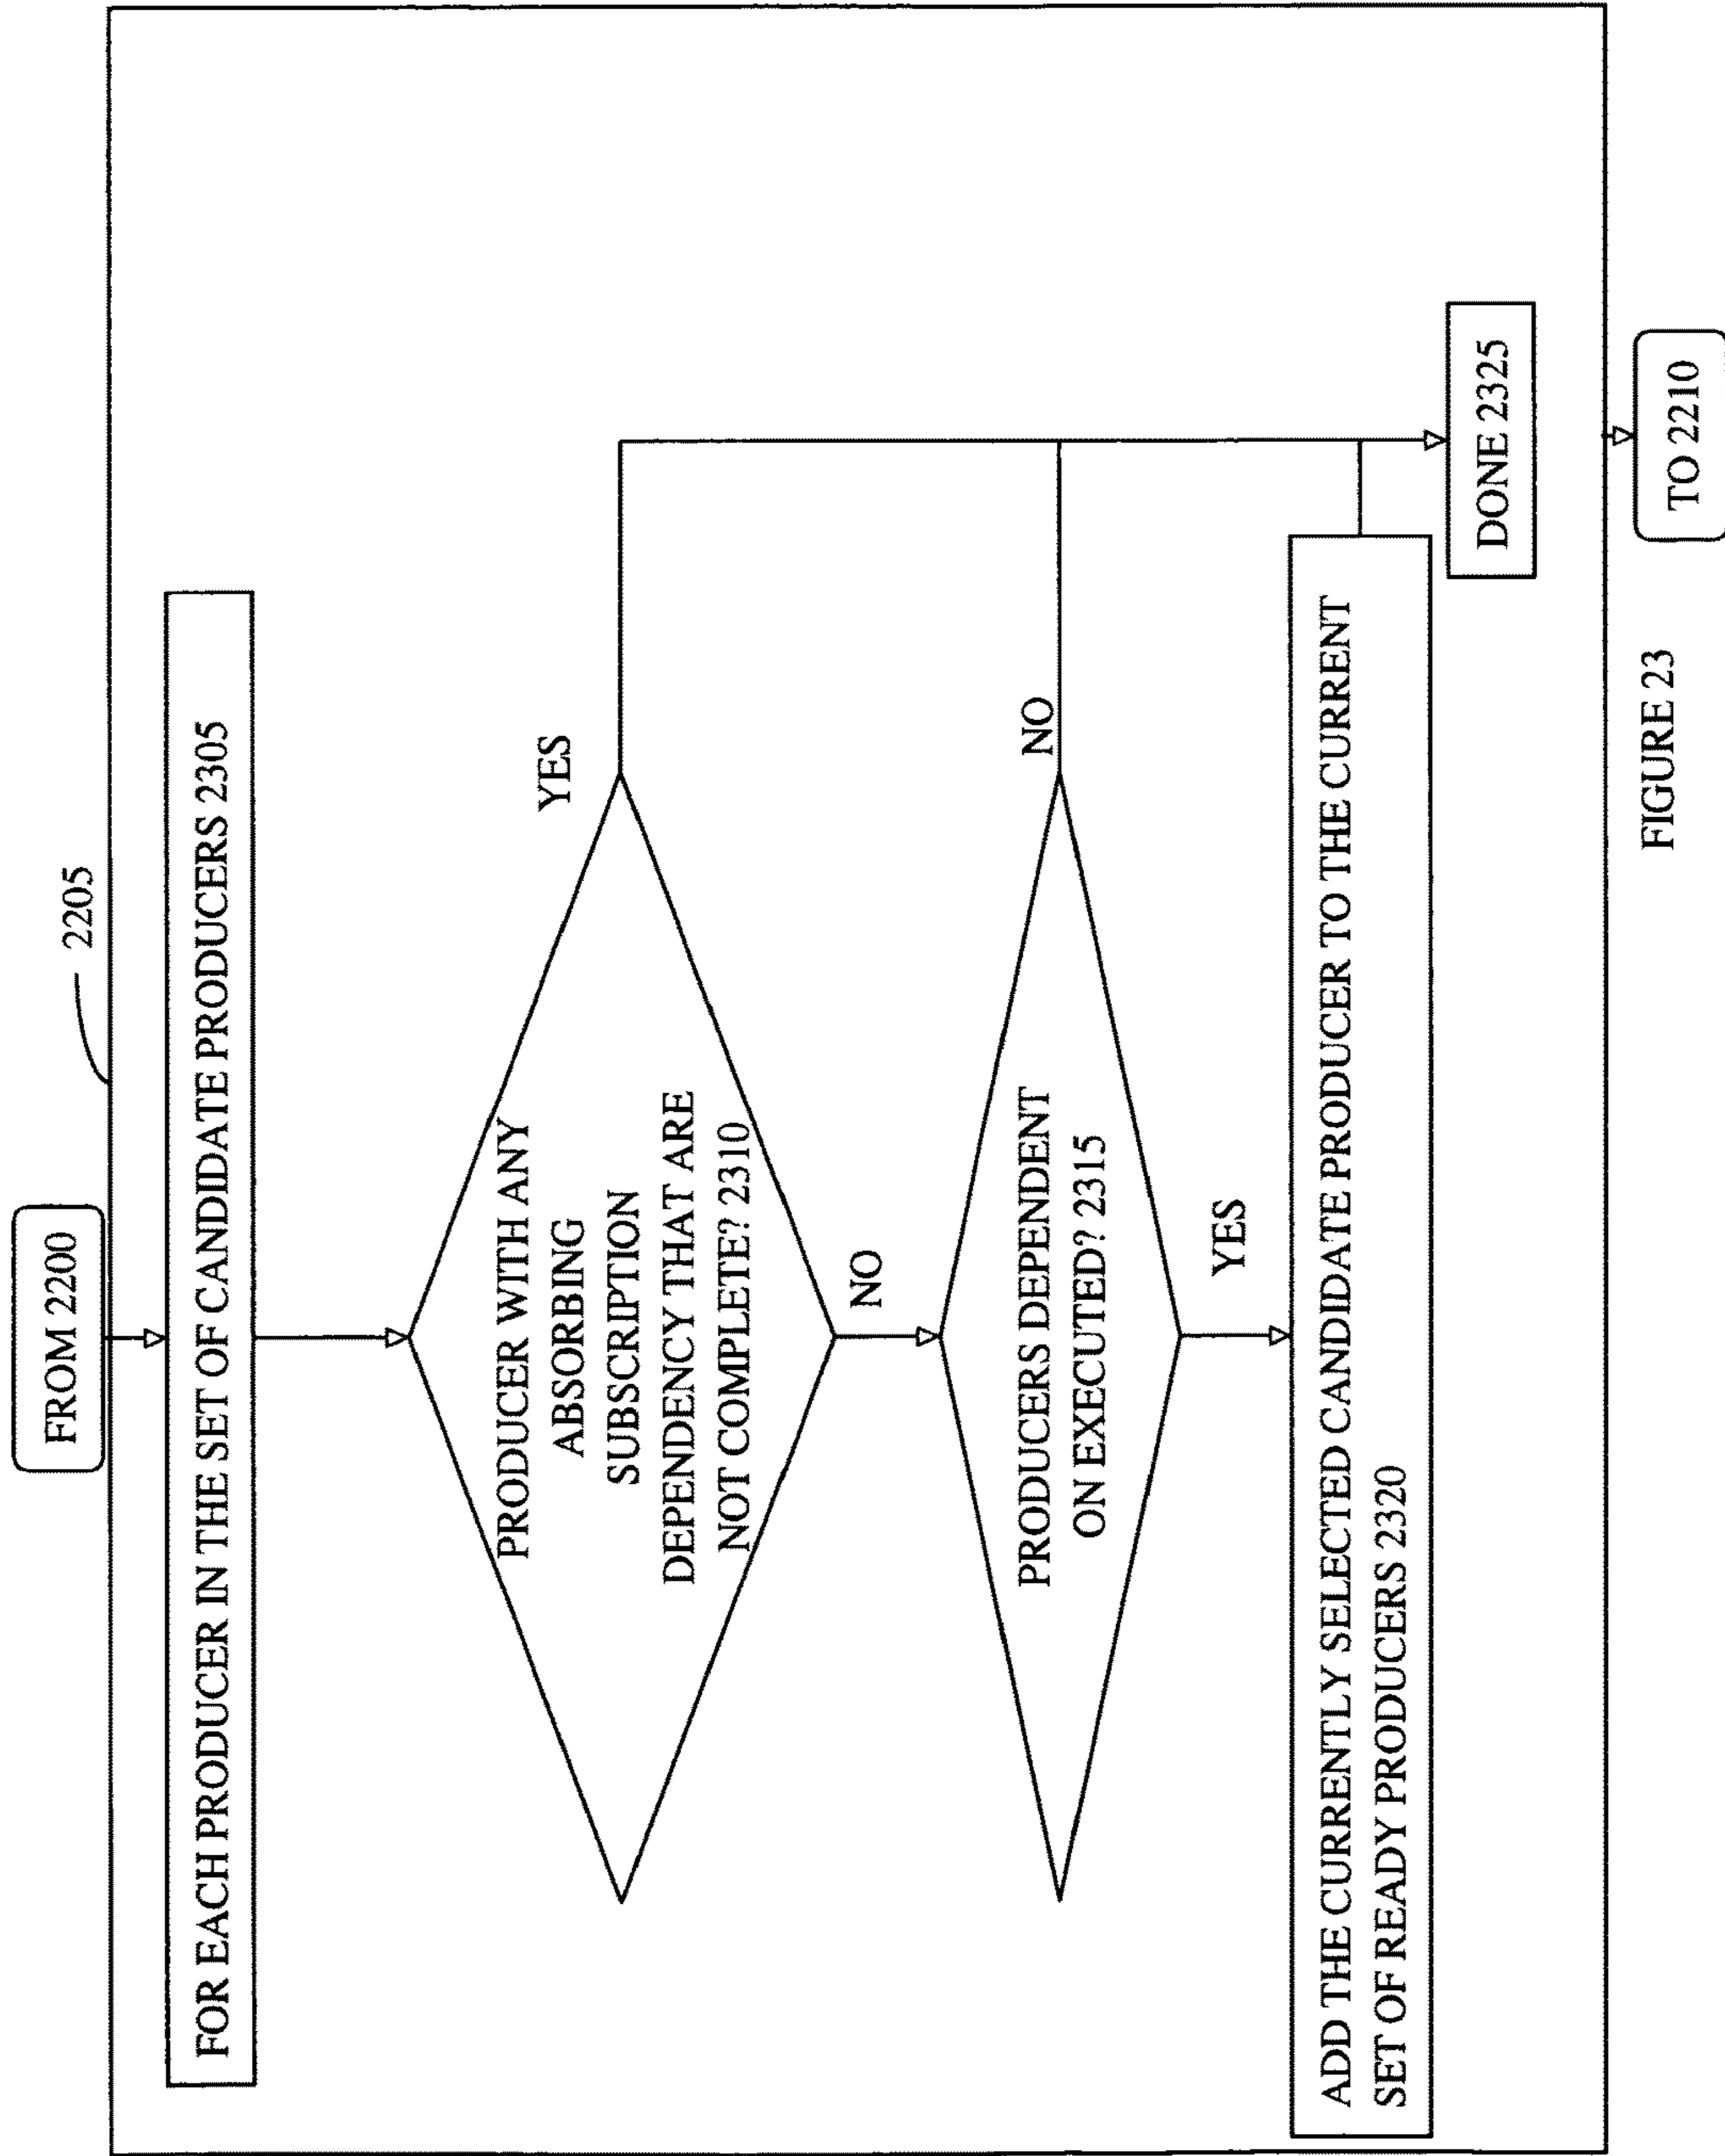 FROM 2200
2205
FOR EACH PRODUCER IN THE SET OF CANDIDATE PRODUCERS 2305
PRODUCER WITH ANY
ABSORBING
SUBSCRIPTION
DEPENDENCY THAT ARE
NOT COMPLETE? 2310
YES
NO
PRODUCERS DEPENDENT
ON EXECUTED? 2315
NO
YES
ADD THE CURRENTLY SELECTED CANDIDATE PRODUCER TO THE CURRENT
SET OF READY PRODUCERS 2320
DONE 2325
TO 2210
FIGURE 23